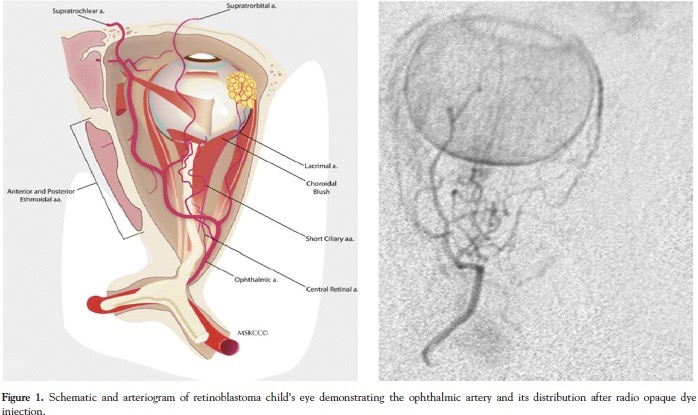 Supratrochlear a.
Supratrorbital a.
Lacrimal a.
Choroidal
Blush
Anterior and Posterior
Ethmoidal aa.
Short Ciliary aa.
Ophthalmic a.
Central Retinal a.
MSKCC©
Figure 1. Schematic and arteriogram of retinoblastoma child's eye demonstrating the ophthalmic artery and its distribution after radio opaque dye
injection.